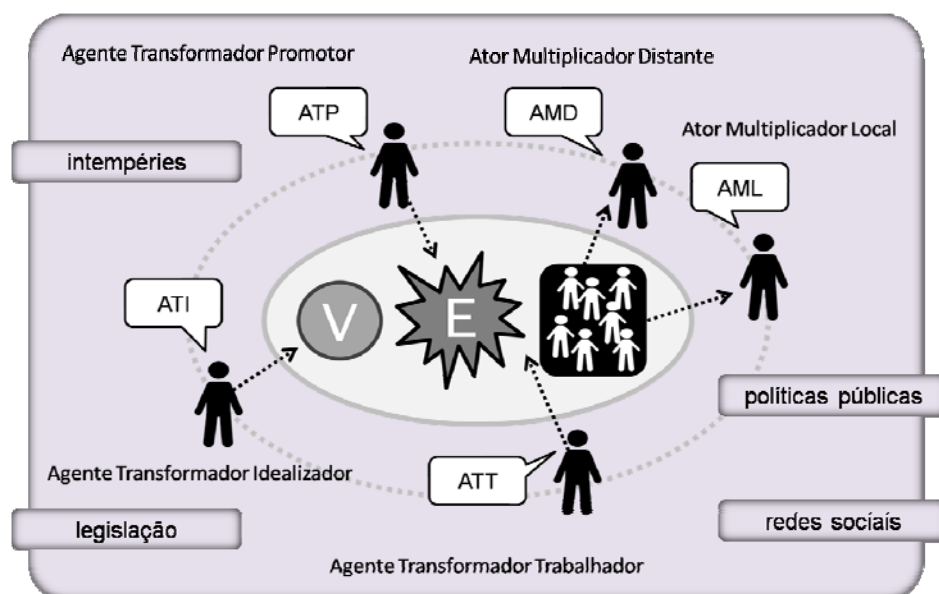 Agente Transformador Promotor
Ator Multiplicador Distante
ATP
AMD
Ator Multiplicador Local
intempéries
AML
ATI
V
E
políticas públicas
Agente Transformador Idealizador
ATT
legislação
redes sociais
Agente Transformador Trabalhador